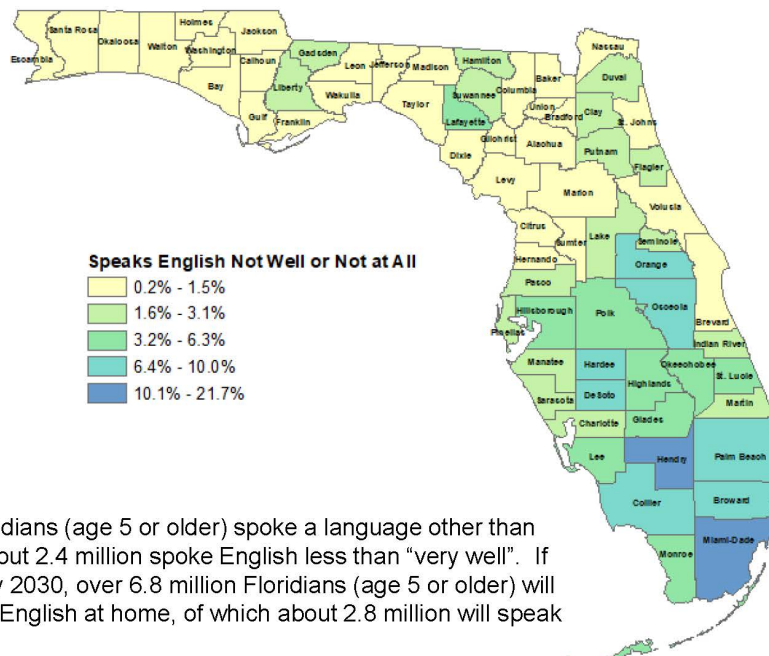 Holmes
Santa Rosa
Jackson
Okaloosa
Walton
Washington
Escambia
Calhoun
Bay
Gadsden
Liberty
Gulf
Franklin
Leon
Jefferson
Madison
Wakulla
Taylor
Hamilton
Suwannee
Columbia
Lafayette
Baker
Nassau
Duval
Union
Bradford
Clay
St. Johns
Gilchrist
Alachua
Putnam
Flagler
Dixie
Levy
Marion
Volusia
Citrus
Sumter
Lake
Seminole
Hernando
Orange
Pasco
Osceola
Hillsborough
Polk
Brevard
Pinellas
Indian River
Manatee
Hardee
Okeechobee
St. Lucie
Highlands
DeSoto
Sarasota
Martin
Charlotte
Glades
Lee
Hendry
Palm Beach
Collier
Broward
Miami-Dade
Monroe
Speaks English Not Well or Not at All
0.2% - 1.5%
1.6% - 3.1%
3.2% - 6.3%
6.4% - 10.0%
10.1% - 21.7%
(age 5 or older) spoke a language other than
2.4 million spoke English less than “very well”. If
2030, over 6.8 million Floridians (age 5 or older) will
English at home, of which about 2.8 million will speak